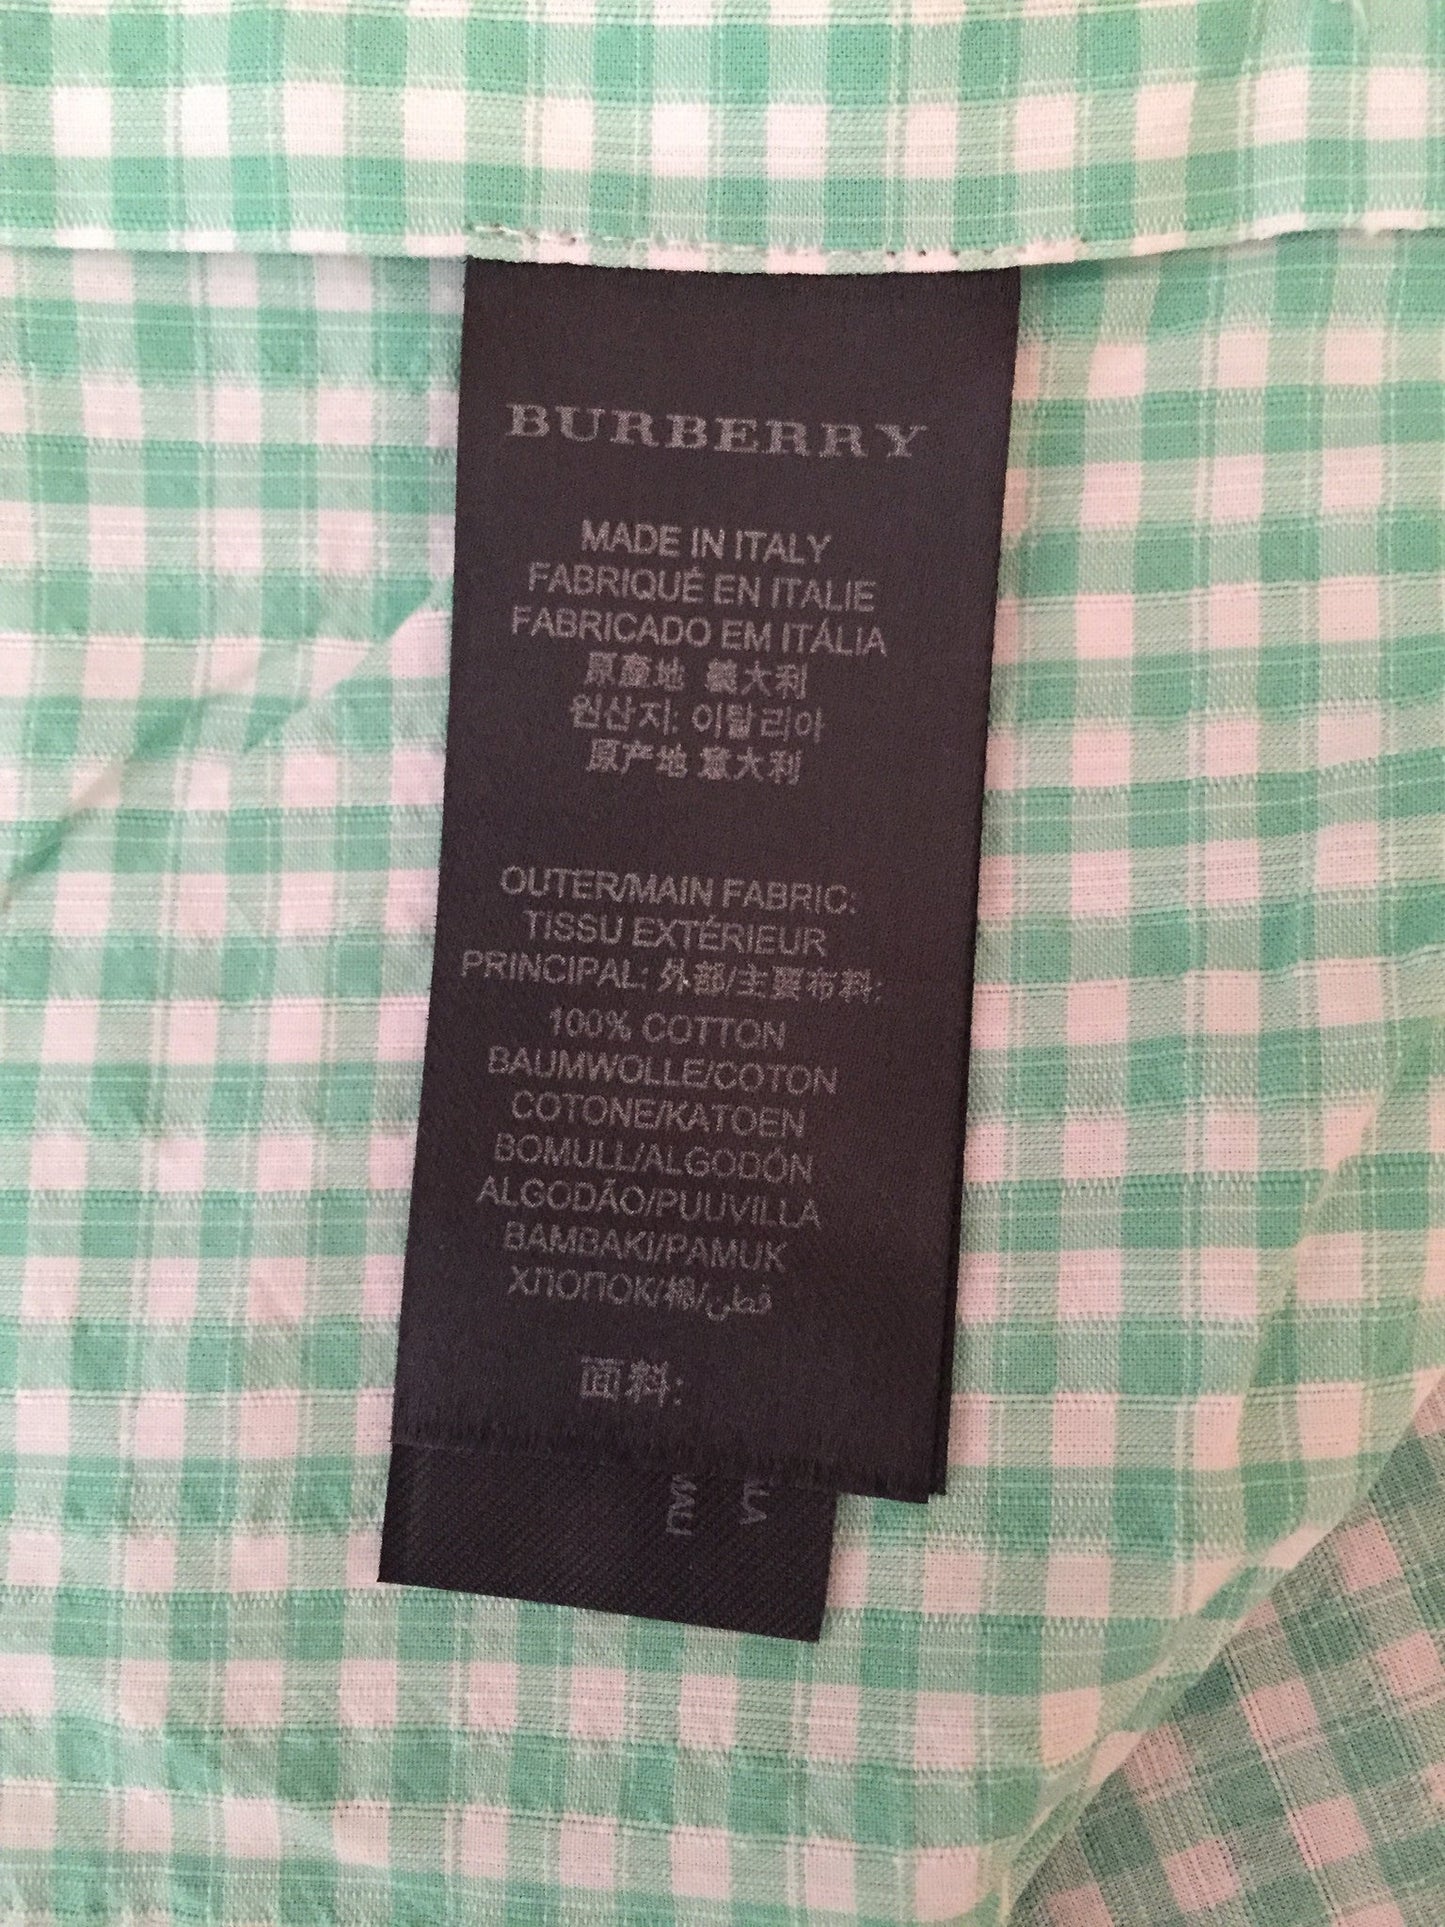 BURBERRY
MADE IN ITALY
FABRIQUÉ EN ITALIE
FABRICADO EM ITÁLIA
原產地 義大利
원산지: 이탈리아
原产地 意大利
OUTER/MAIN FABRIC:
TISSU EXTÉRIEUR
PRINCIPAL: 外部/主要布料:
100% COTTON
BAUMWOLLE/COTON
COTONE/KATOEN
BOMULL/ALGODÓN
ALGODÃO/PUUVILLA
BAMBAKI/PAMUK
ХЛОПОК/棉/قطن
面料: